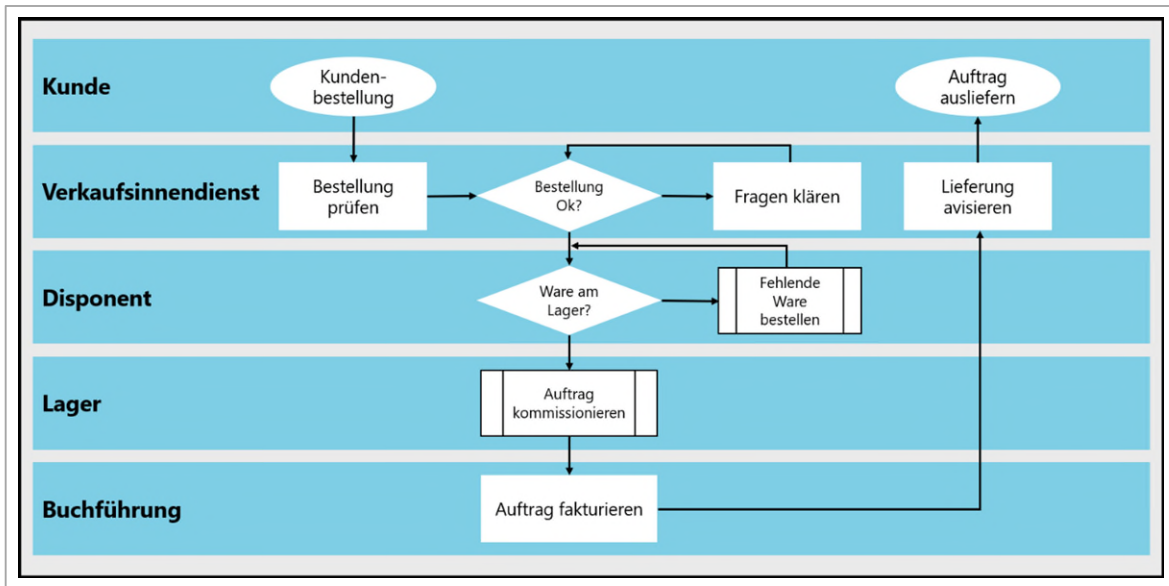 Kunde
Kunden-
bestellung
Auftrag
ausliefern
Verkaufsinnendienst
Bestellung
prüfen
Bestellung
Ok?
Fragen klären
Lieferung
avisieren
Disponent
Ware am
Lager?
Fehlende
Ware
bestellen
Lager
Auftrag
kommissionieren
Buchführung
Auftrag fakturieren